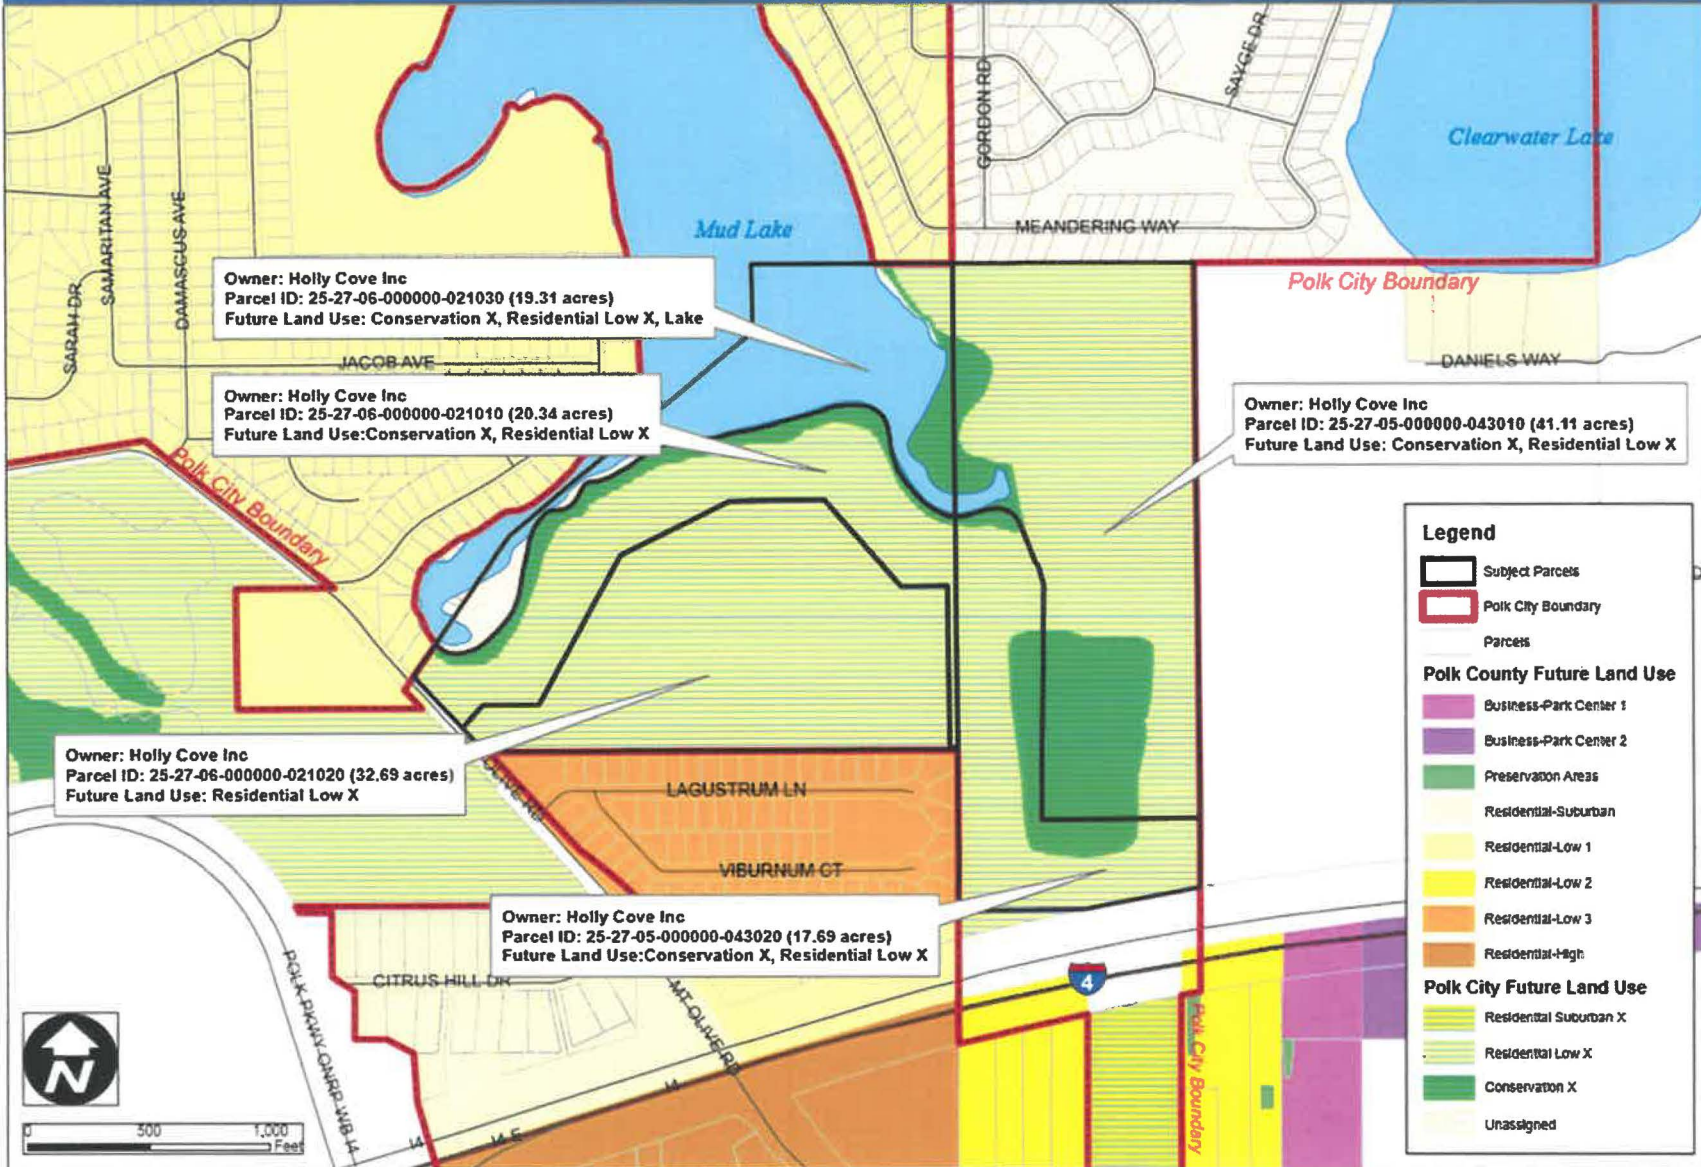 SAYGE DR
GORDON RD
Clearwater Lake
SAMARITAN AVE
DAMASCUS AVE
Mud Lake
MEANDERING WAY
SARAH DR
Owner: Holly Cove Inc
Parcel ID: 25-27-06-000000-021030 (19.31 acres)
Future Land Use: Conservation X, Residential Low X, Lake
Polk City Boundary
JACOB AVE
DANIELS WAY
Owner: Holly Cove Inc
Parcel ID: 25-27-06-000000-021010 (20.34 acres)
Future Land Use:Conservation X, Residential Low X
Owner: Holly Cove Inc
Parcel ID: 25-27-05-000000-043010 (41.11 acres)
Future Land Use: Conservation X, Residential Low X
Polk City Boundary
Owner: Holly Cove Inc
Parcel ID: 25-27-06-000000-021020 (32.69 acres)
Future Land Use: Residential Low X
OLIVE RD
LAGUSTRUM LN
VIBURNUM CT
Owner: Holly Cove Inc
Parcel ID: 25-27-05-000000-043020 (17.69 acres)
Future Land Use:Conservation X, Residential Low X
POLK PKWY ONRP WB I4
CITRUS HILL DR
MT OLIVE RD
4
Polk City Boundary
I4
I4
I4 E
N
0 500 1,000
Feet
Legend
Subject Parcels
Polk City Boundary
Parcels
Polk County Future Land Use
Business-Park Center 1
Business-Park Center 2
Preservation Areas
Residential-Suburban
Residential-Low 1
Residential-Low 2
Residential-Low 3
Residential-High
Polk City Future Land Use
Residential Suburban X
Residential Low X
Conservation X
Unassigned